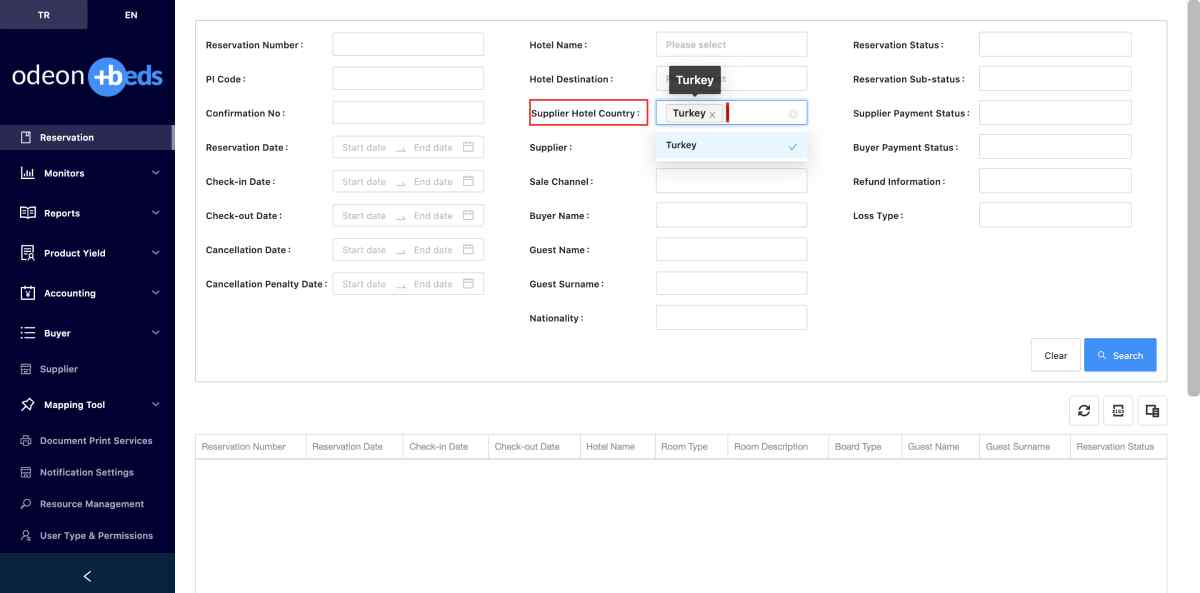 TR
EN
odeon +beds
Reservation
Monitors
Reports
Product Yield
Accounting
Buyer
Supplier
Mapping Tool
Document Print Services
Notification Settings
Resource Management
User Type & Permissions
Reservation Number :
PI Code :
Confirmation No :
Reservation Date : Start date End date
Check-in Date : Start date End date
Check-out Date : Start date End date
Cancellation Date : Start date End date
Cancellation Penalty Date : Start date End date
Hotel Name : Please select
Hotel Destination :
Turkey
Supplier Hotel Country : Turkey
Turkey
Supplier :
Sale Channel :
Buyer Name :
Guest Name :
Guest Surname :
Nationality :
Reservation Status :
Reservation Sub-status :
Supplier Payment Status :
Buyer Payment Status :
Refund Information :
Loss Type :
Clear Search
Reservation Number Reservation Date Check-in Date Check-out Date Hotel Name Room Type Room Description Board Type Guest Name Guest Surname Reservation Status